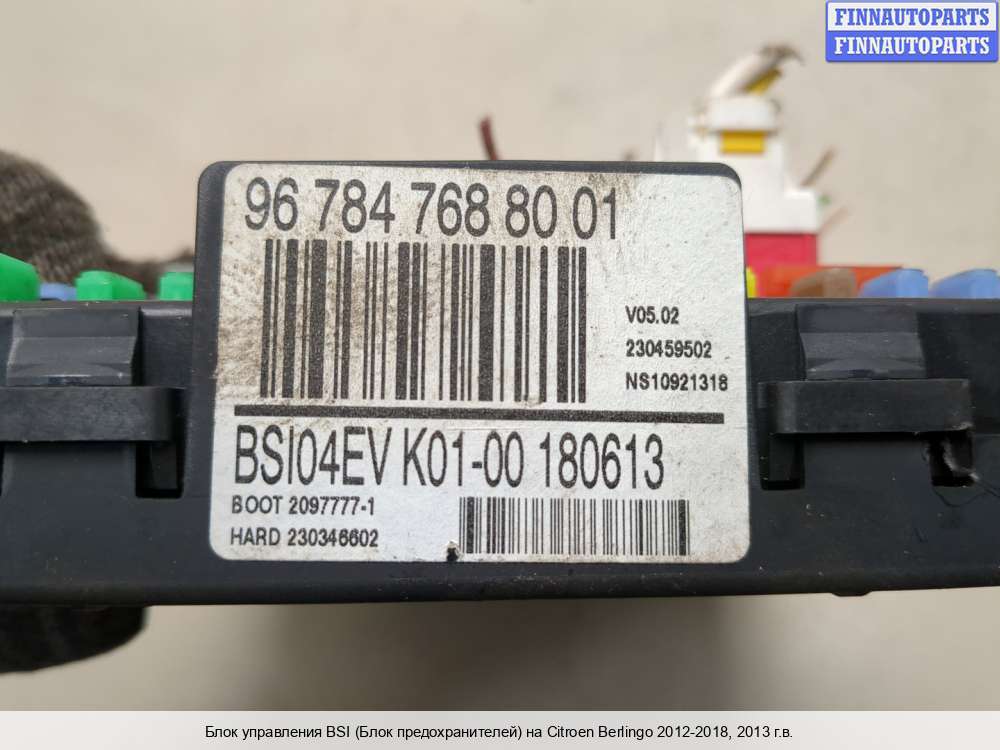 FINNAUTOPARTS
FINNAUTOPARTS
96 784 768 80 01
V05.02
230459502
NS10921318
BSI04EV K01-00 180613
BOOT 2097777-1
HARD 230346602
Блок управления BSI (Блок предохранителей) на Citroen Berlingo 2012-2018, 2013 г.в.